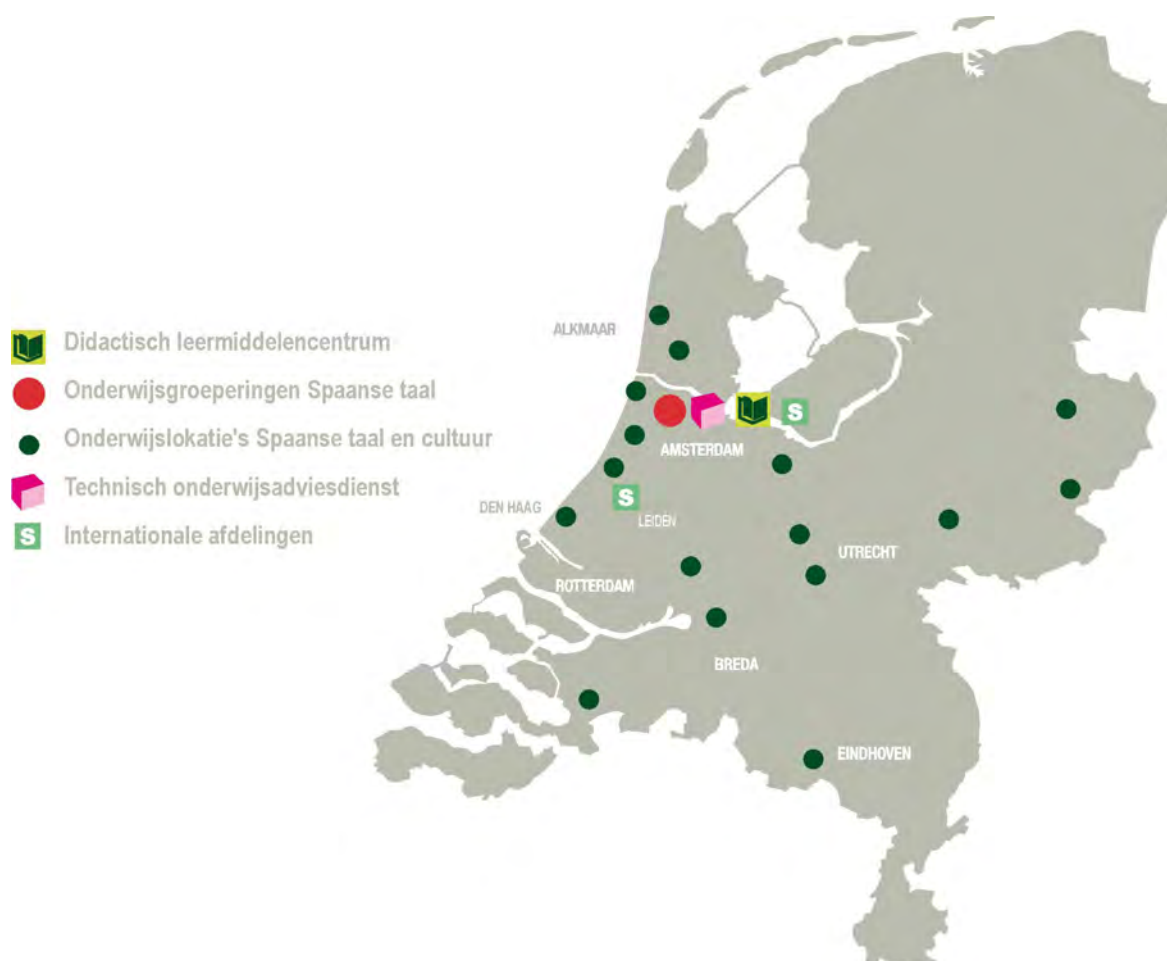 Didactisch leermiddelencentrum
Onderwijsgroeperingen Spaanse taal
Onderwijslokatie's Spaanse taal en cultuur
Technisch onderwijsadviesdienst
S Internationale afdelingen
ALKMAAR
S
AMSTERDAM
S
DEN HAAG
LEIDEN
UTRECHT
ROTTERDAM
BREDA
EINDHOVEN